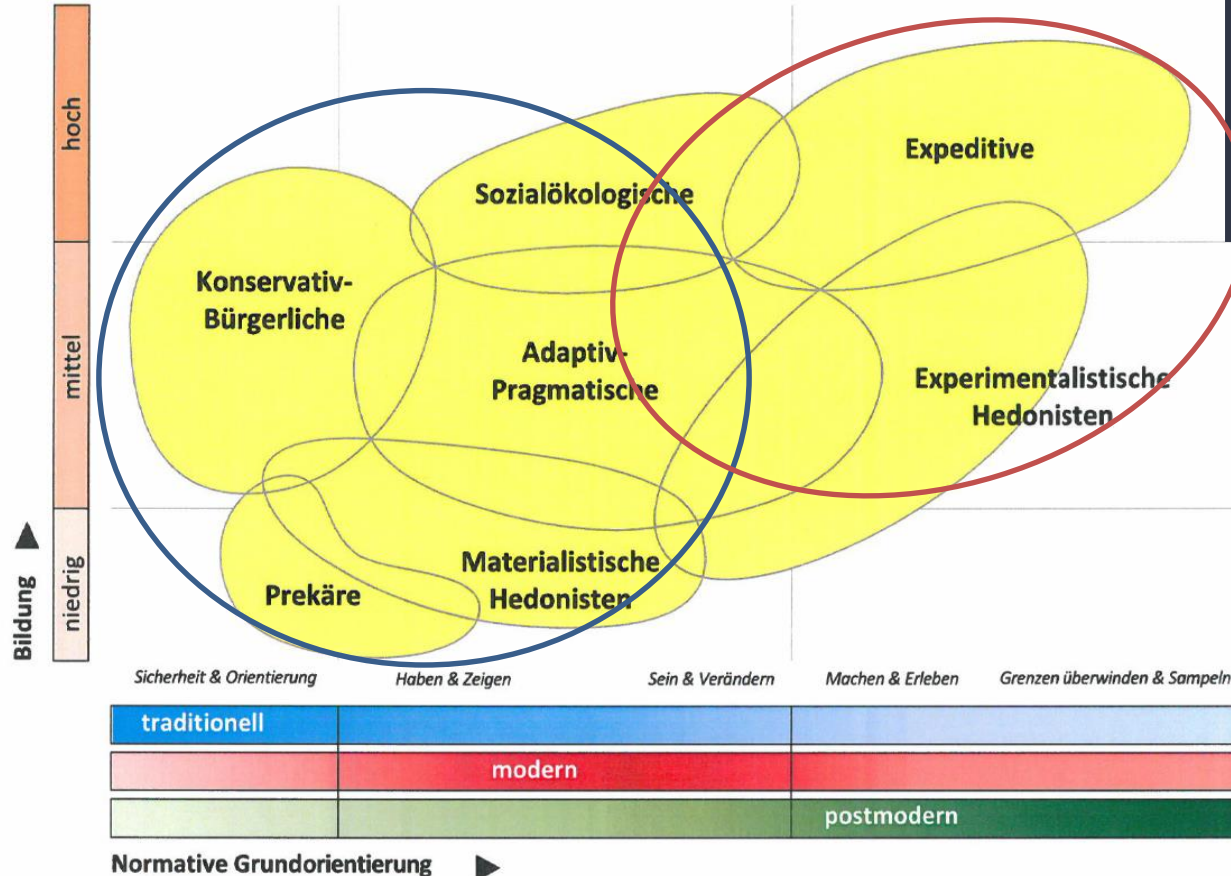 hoch
mittel
niedrig
Bildung
Expeditive
Sozialökologische
Konservativ-
Bürgerliche
Adaptiv-
Pragmatische
Experimentalistische
Hedonisten
Materialistische
Hedonisten
Prekäre
Sicherheit & Orientierung
Haben & Zeigen
Sein & Verändern
Machen & Erleben
Grenzen überwinden & Sampeln
traditionell
modern
postmodern
Normative Grundorientierung